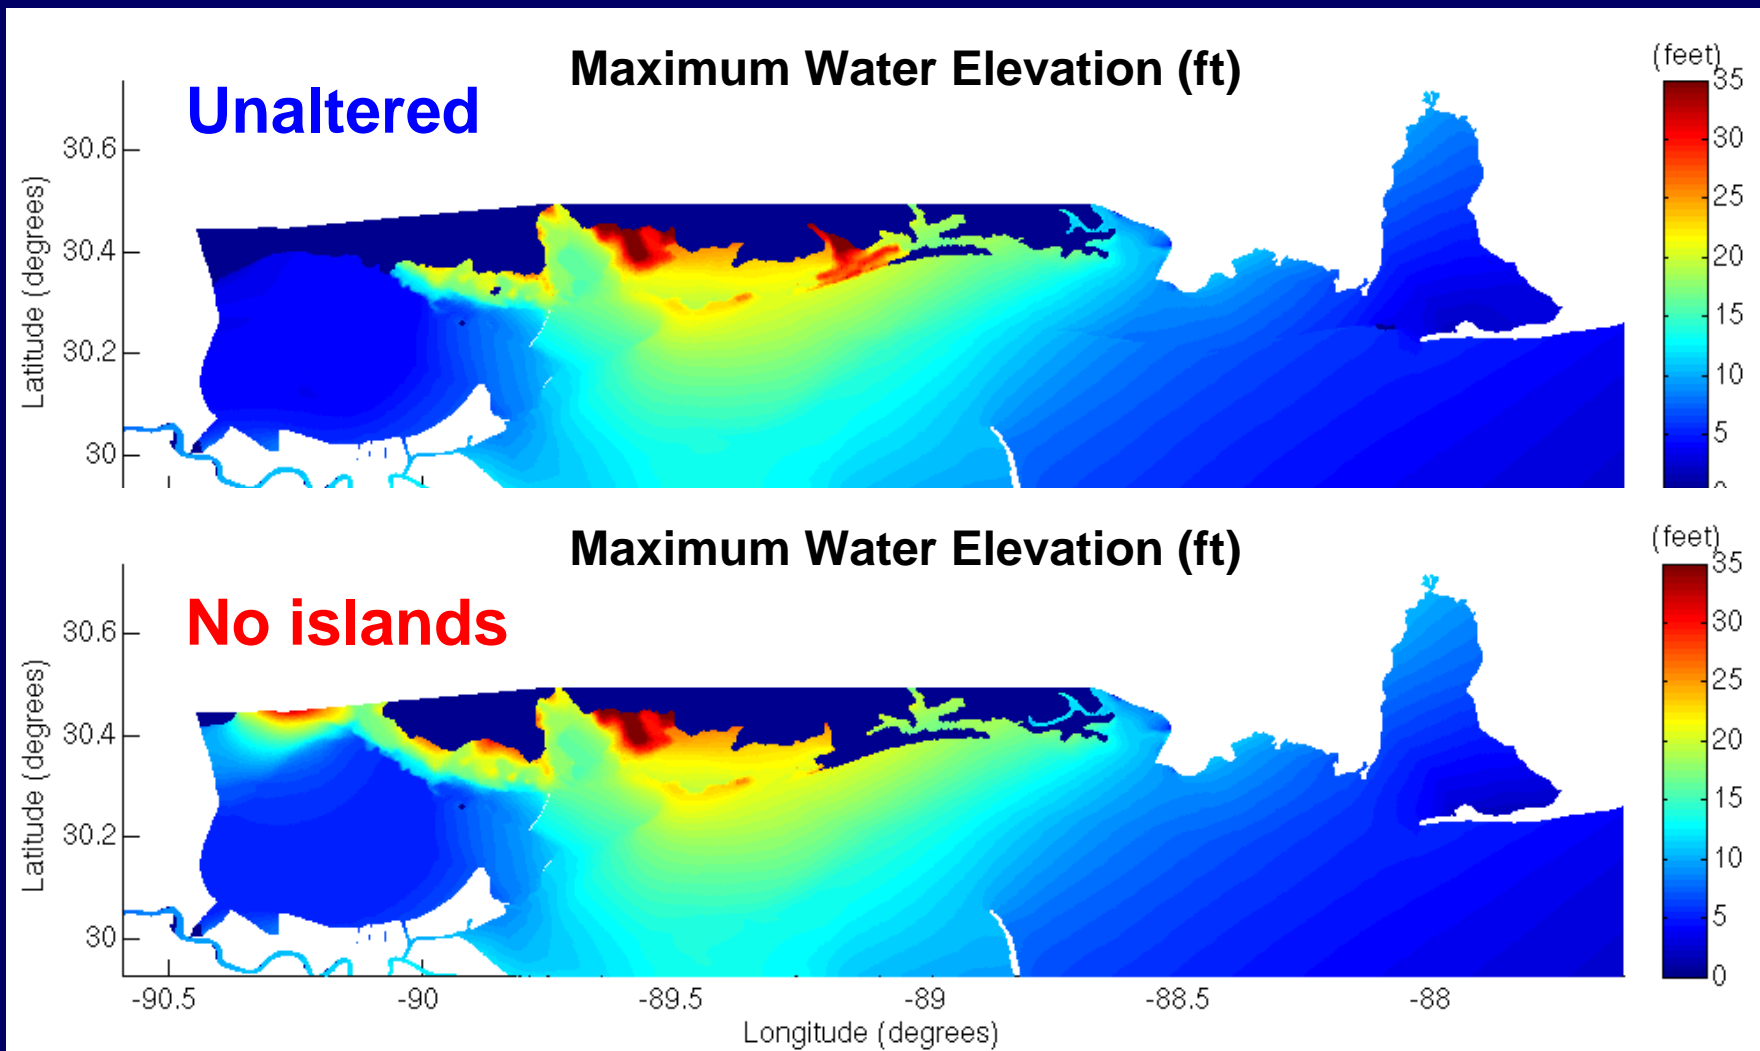 Maximum Water Elevation (ft)
Unaltered
(feet)
35
30
25
20
15
10
5
30.6
30.4
30.2
30
Latitude (degrees)
Maximum Water Elevation (ft)
No islands
(feet)
35
30
25
20
15
10
5
0
30.6
30.4
30.2
30
Latitude (degrees)
-90.5 -90 -89.5 -89 -88.5 -88
Longitude (degrees)